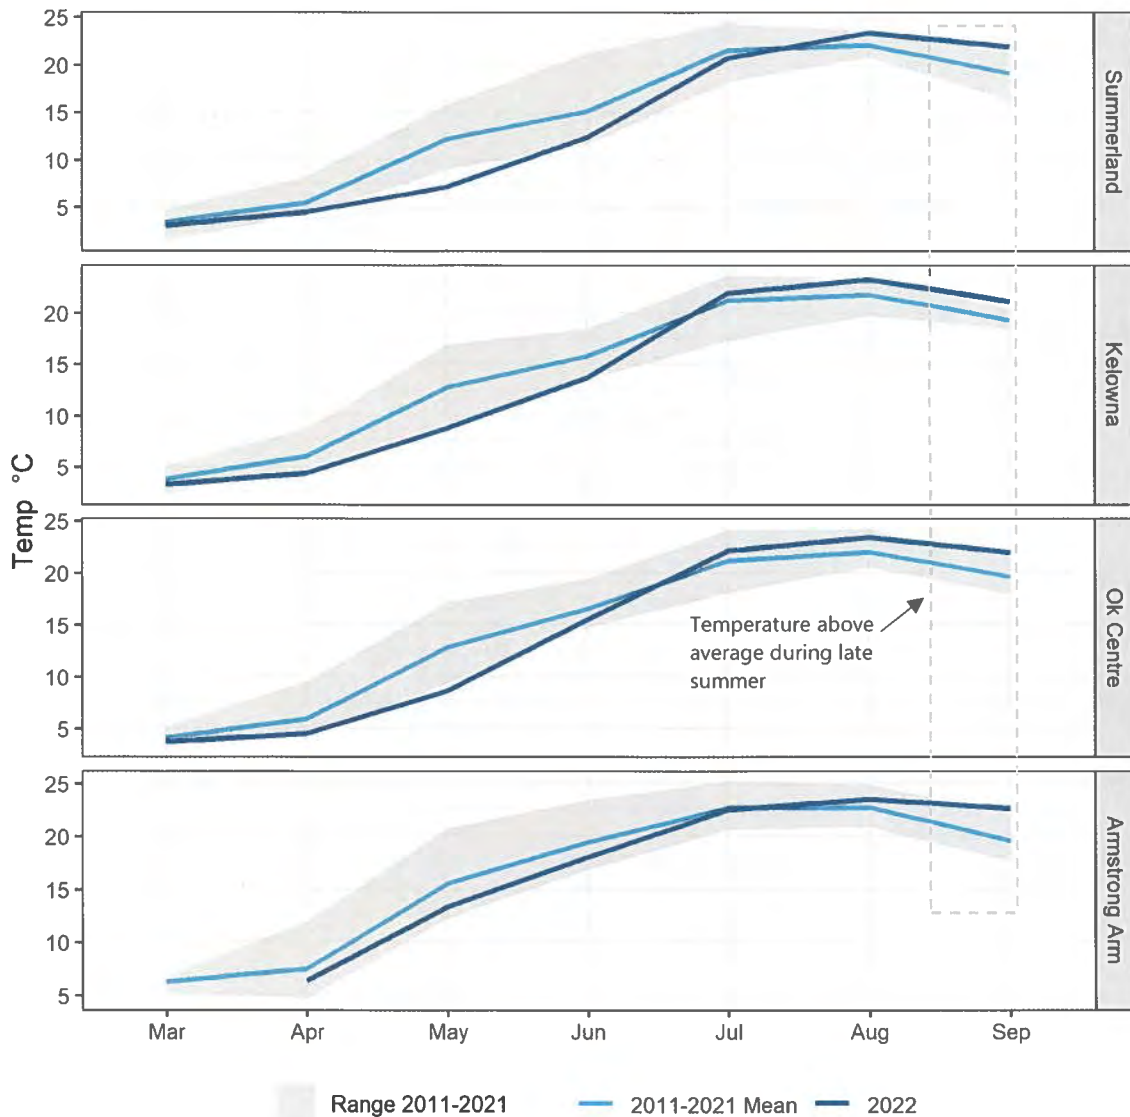 Temp °C
25
20
15
10
5
Summerland
20
15
10
5
Kelowna
25
20
15
10
5
Ok Centre
Temperature above
average during late
summer
25
20
15
10
5
Armstrong Arm
Mar Apr May Jun Jul Aug Sep
Range 2011-2021 2011-2021 Mean 2022